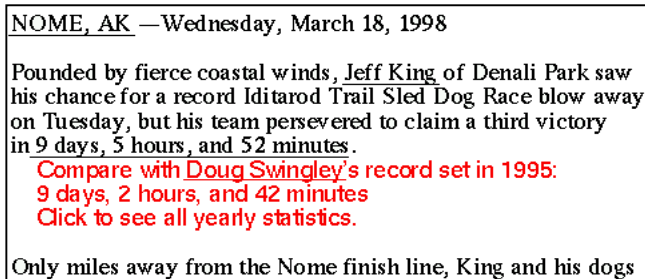 NOME, AK —Wednesday, March 18, 1998
Pounded by fierce coastal winds, Jeff King of Denali Park saw
his chance for a record Iditarod Trail Sled Dog Race blow away
on Tuesday, but his team persevered to claim a third victory
in 9 days, 5 hours, and 52 minutes.
Compare with Doug Swingley's record set in 1995:
9 days, 2 hours, and 42 minutes
Click to see all yearly statistics.
Only miles away from the Nome finish line, King and his dogs